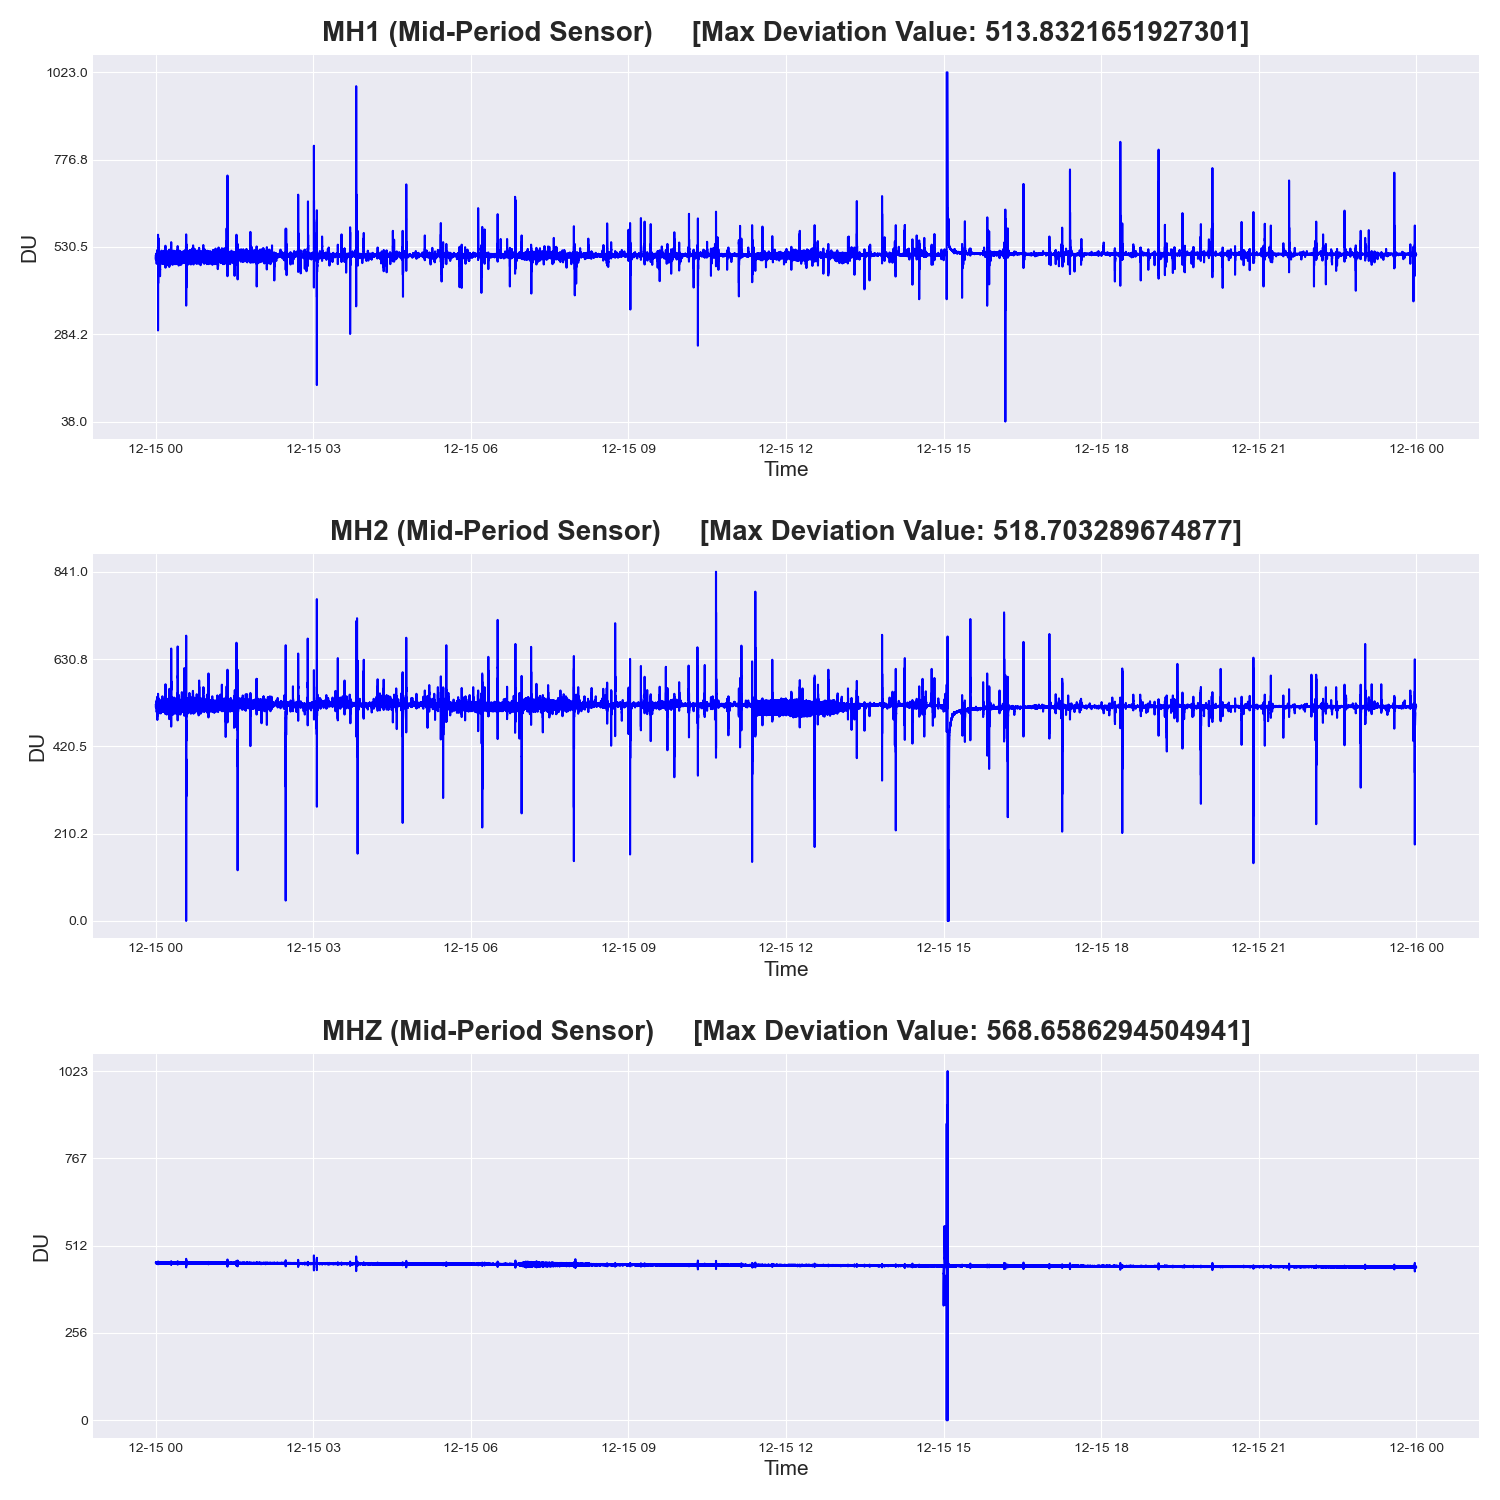 MH1 (Mid-Period Sensor) [Max Deviation Value: 513.8321651927301]
1023.0
776.8
530.5
284.2
38.0
DU
12-15 00 12-15 03 12-15 06 12-15 09 12-15 12 12-15 15 12-15 18 12-15 21 12-16 00
Time
MH2 (Mid-Period Sensor) [Max Deviation Value: 518.703289674877]
841.0
630.8
420.5
210.2
0.0
DU
12-15 00 12-15 03 12-15 06 12-15 09 12-15 12 12-15 15 12-15 18 12-15 21 12-16 00
Time
MHZ (Mid-Period Sensor) [Max Deviation Value: 568.6586294504941]
1023
767
512
256
0
DU
12-15 00 12-15 03 12-15 06 12-15 09 12-15 12 12-15 15 12-15 18 12-15 21 12-16 00
Time